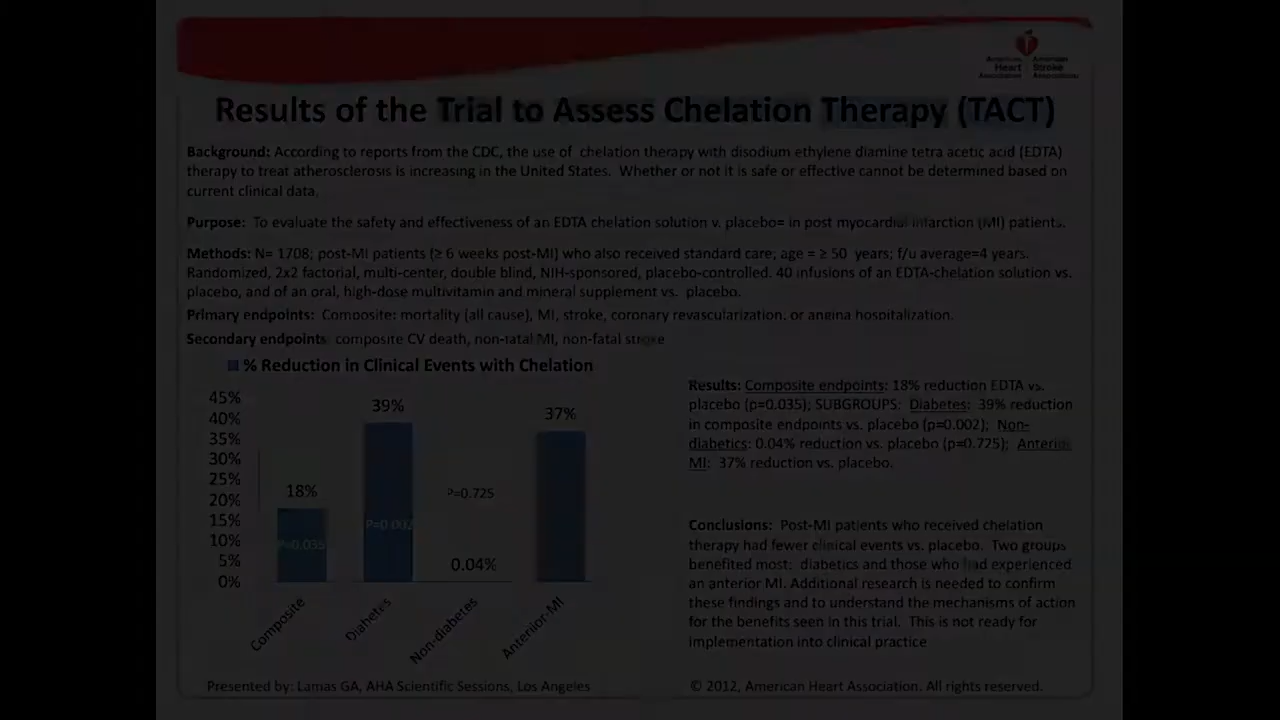 American Heart Association
American Stroke Association
Results of the Trial to Assess Chelation Therapy (TACT)
Background: According to reports from the CDC, the use of chelation therapy with disodium ethylene diamine tetra acetic acid (EDTA)
therapy to treat atherosclerosis is increasing in the United States. Whether or not it is safe or effective cannot be determined based on
current clinical data.
Purpose: To evaluate the safety and effectiveness of an EDTA chelation solution v. placebo= in post myocardial infarction (MI) patients.
Methods: N= 1708; post-MI patients (≥ 6 weeks post-MI) who also received standard care; age = ≥ 50 years; f/u average=4 years.
Randomized, 2x2 factorial, multi-center, double blind, NIH-sponsored, placebo-controlled. 40 infusions of an EDTA-chelation solution vs.
placebo, and of an oral, high-dose multivitamin and mineral supplement vs. placebo.
Primary endpoints: Composite: mortality (all cause), MI, stroke, coronary revascularization, or angina hospitalization.
Secondary endpoints: composite CV death, non-fatal MI, non-fatal stroke
% Reduction in Clinical Events with Chelation
45%
40%
35%
30%
25%
20%
15%
10%
5%
0%
18%
39%
0.04%
37%
P=0.035
P=0.002
P=0.725
Composite
Diabetes
Non-diabetes
Anterior MI
Results: Composite endpoints: 18% reduction EDTA vs.
placebo (p=0.035); SUBGROUPS: Diabetes: 39% reduction
in composite endpoints vs. placebo (p=0.002); Non-
diabetics: 0.04% reduction vs. placebo (p=0.725); Anterior
MI: 37% reduction vs. placebo.
Conclusions: Post-MI patients who received chelation
therapy had fewer clinical events vs. placebo. Two groups
benefited most: diabetics and those who had experienced
an anterior MI. Additional research is needed to confirm
these findings and to understand the mechanisms of action
for the benefits seen in this trial. This is not ready for
implementation into clinical practice
Presented by: Lamas GA, AHA Scientific Sessions, Los Angeles
© 2012, American Heart Association. All rights reserved.